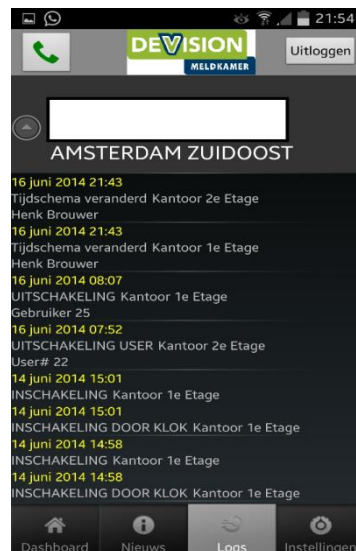 21:54
DEVISION
MELDKAMER
Uitloggen
AMSTERDAM ZUIDOOST
16 juni 2014 21:43
Tijdschema veranderd Kantoor 2e Etage
Henk Brouwer
16 juni 2014 21:43
Tijdschema veranderd Kantoor 1e Etage
Henk Brouwer
16 juni 2014 08:07
UITSCHAKELING Kantoor 1e Etage
Gebruiker 25
16 juni 2014 07:52
UITSCHAKELING USER Kantoor 2e Etage
User# 22
14 juni 2014 15:01
INSCHAKELING Kantoor 1e Etage
14 juni 2014 15:01
INSCHAKELING DOOR KLOK Kantoor 1e Etage
14 juni 2014 14:58
INSCHAKELING Kantoor 1e Etage
14 juni 2014 14:58
INSCHAKELING DOOR KLOK Kantoor 1e Etage
Dashboard Nieuws Logs Instellingen